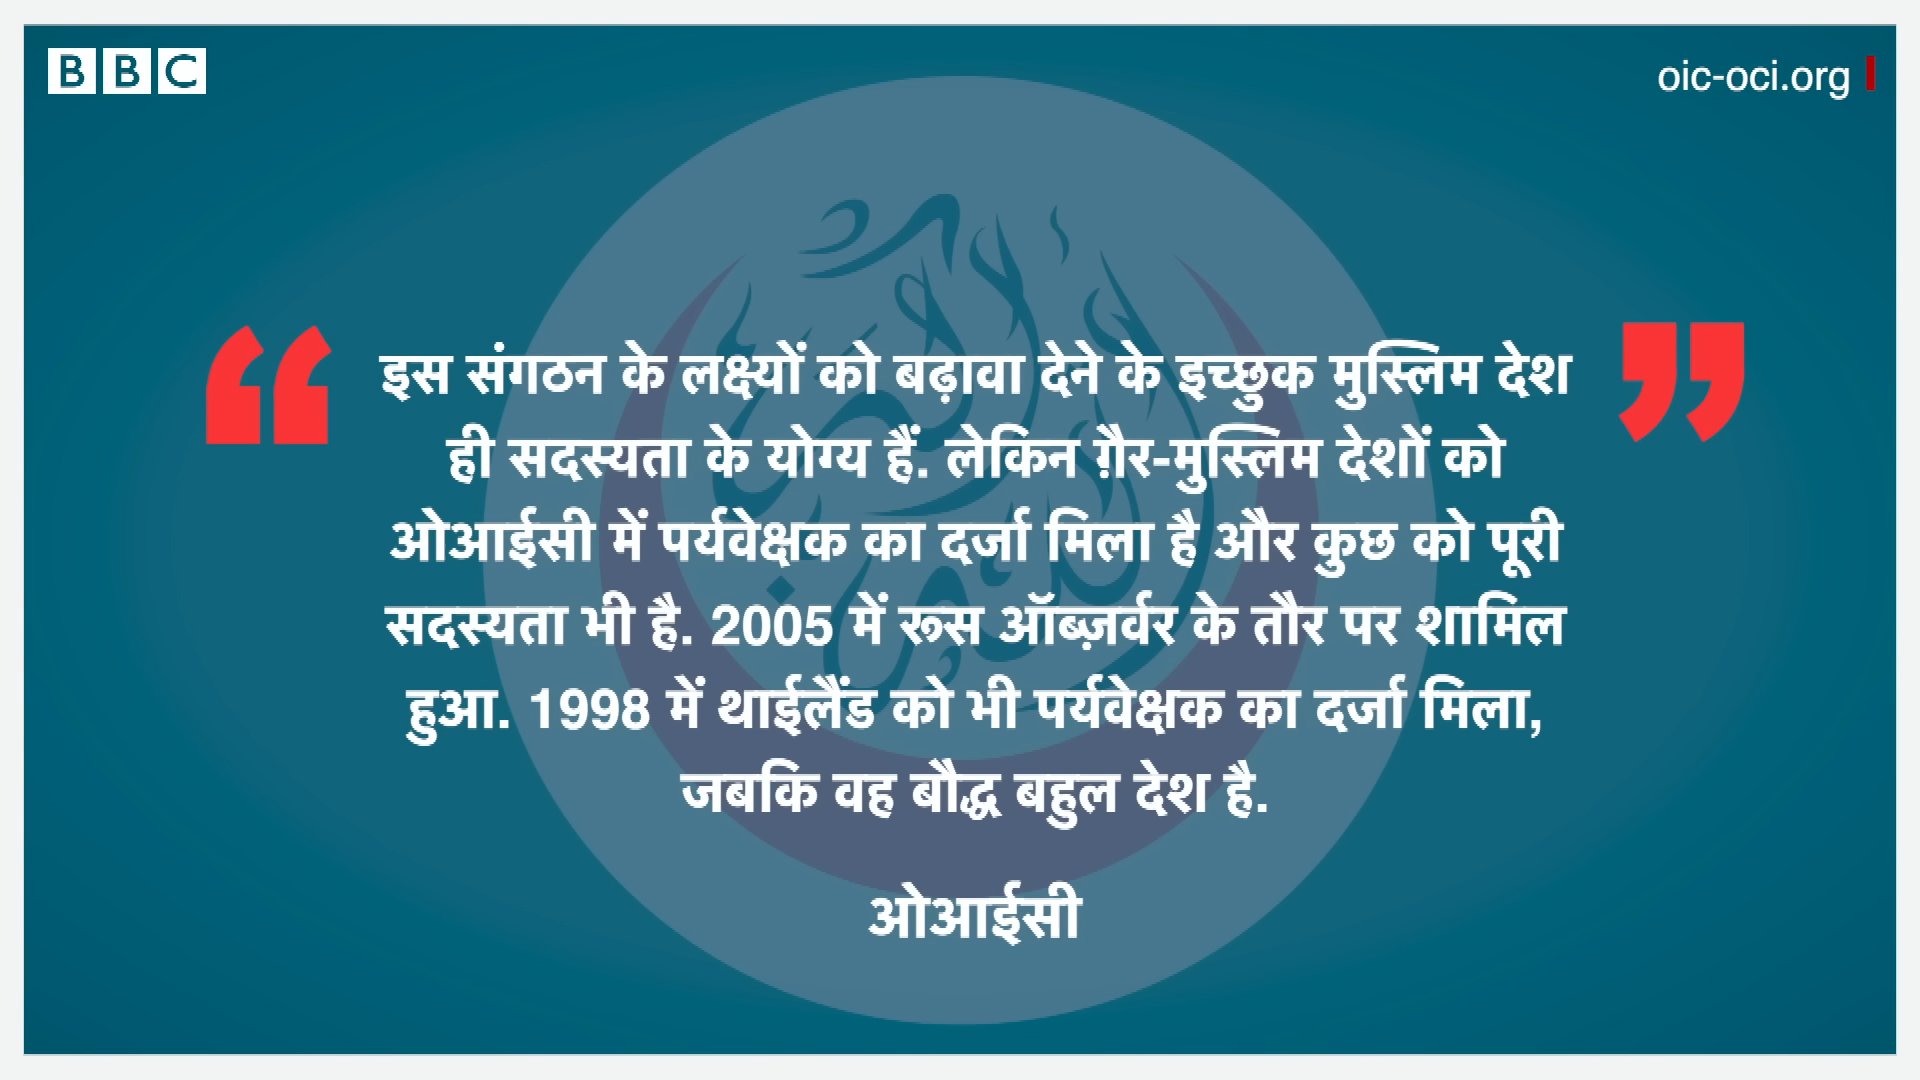 BBC
oic-oci.org
इस संगठन के लक्ष्यों को बढ़ावा देने के इच्छुक मुस्लिम देश
ही सदस्यता के योग्य हैं. लेकिन ग़ैर-मुस्लिम देशों को
ओआईसी में पर्यवेक्षक का दर्जा मिला है और कुछ को पूरी
सदस्यता भी है. 2005 में रूस ऑब्ज़र्वर के तौर पर शामिल
हुआ. 1998 में थाईलैंड को भी पर्यवेक्षक का दर्जा मिला,
जबकि वह बौद्ध बहुल देश है.
ओआईसी